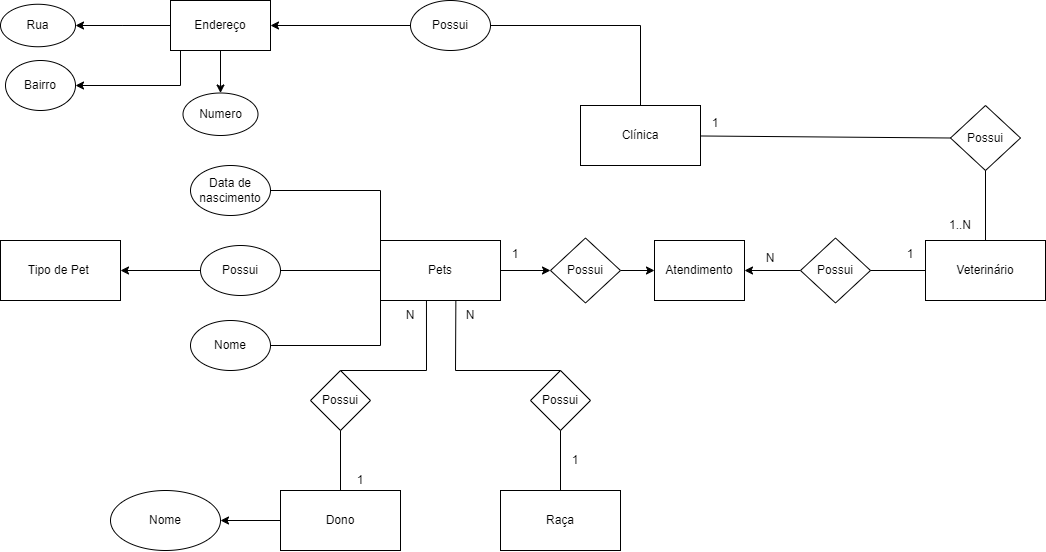 Rua
Endereço
Possui
Bairro
Numero
Clínica
1
Possui
Data de
nascimento
1..N
Tipo de Pet
Possui
Pets
1
Possui
Atendimento
N
Possui
1
Veterinário
Nome
N
N
Possui
Possui
1
1
Nome
Dono
Raça